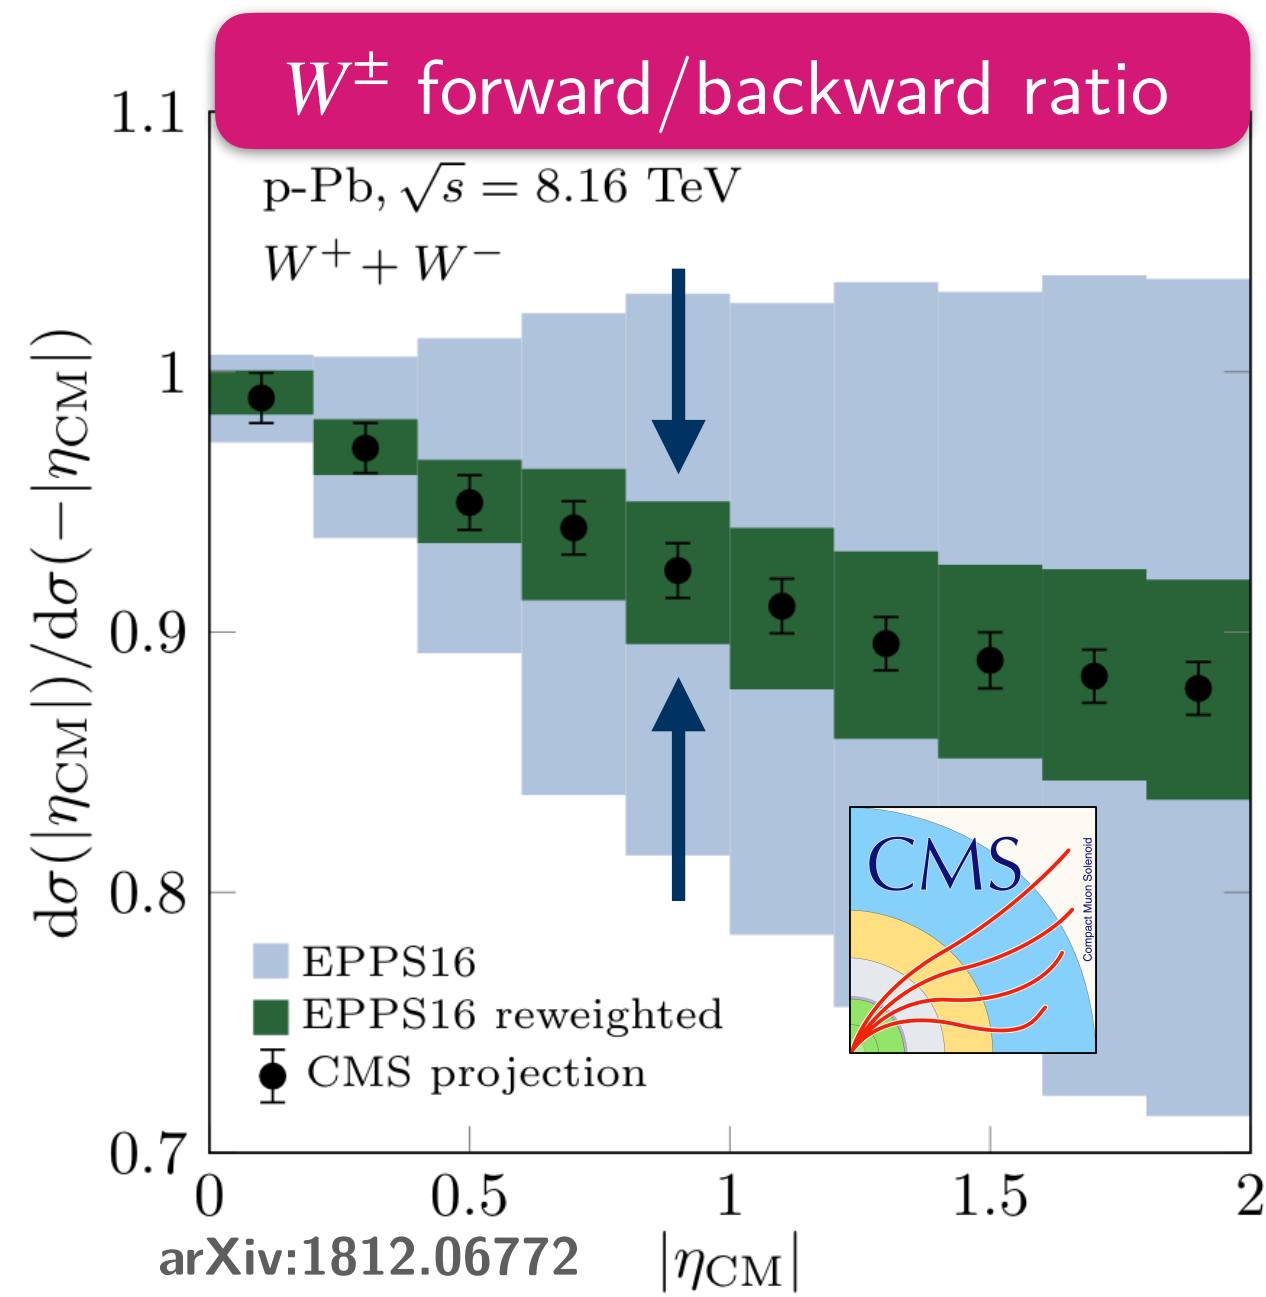 W± forward/backward ratio
1.1
p-Pb, √s = 8.16 TeV
W⁺ + W⁻
1
0.9
0.8
0.7
dσ(|ηCM|)/dσ(−|ηCM|)
CMS
Compact Muon Solenoid
EPPS16
EPPS16 reweighted
CMS projection
0 0.5 1 1.5 2
arXiv:1812.06772
|ηCM|